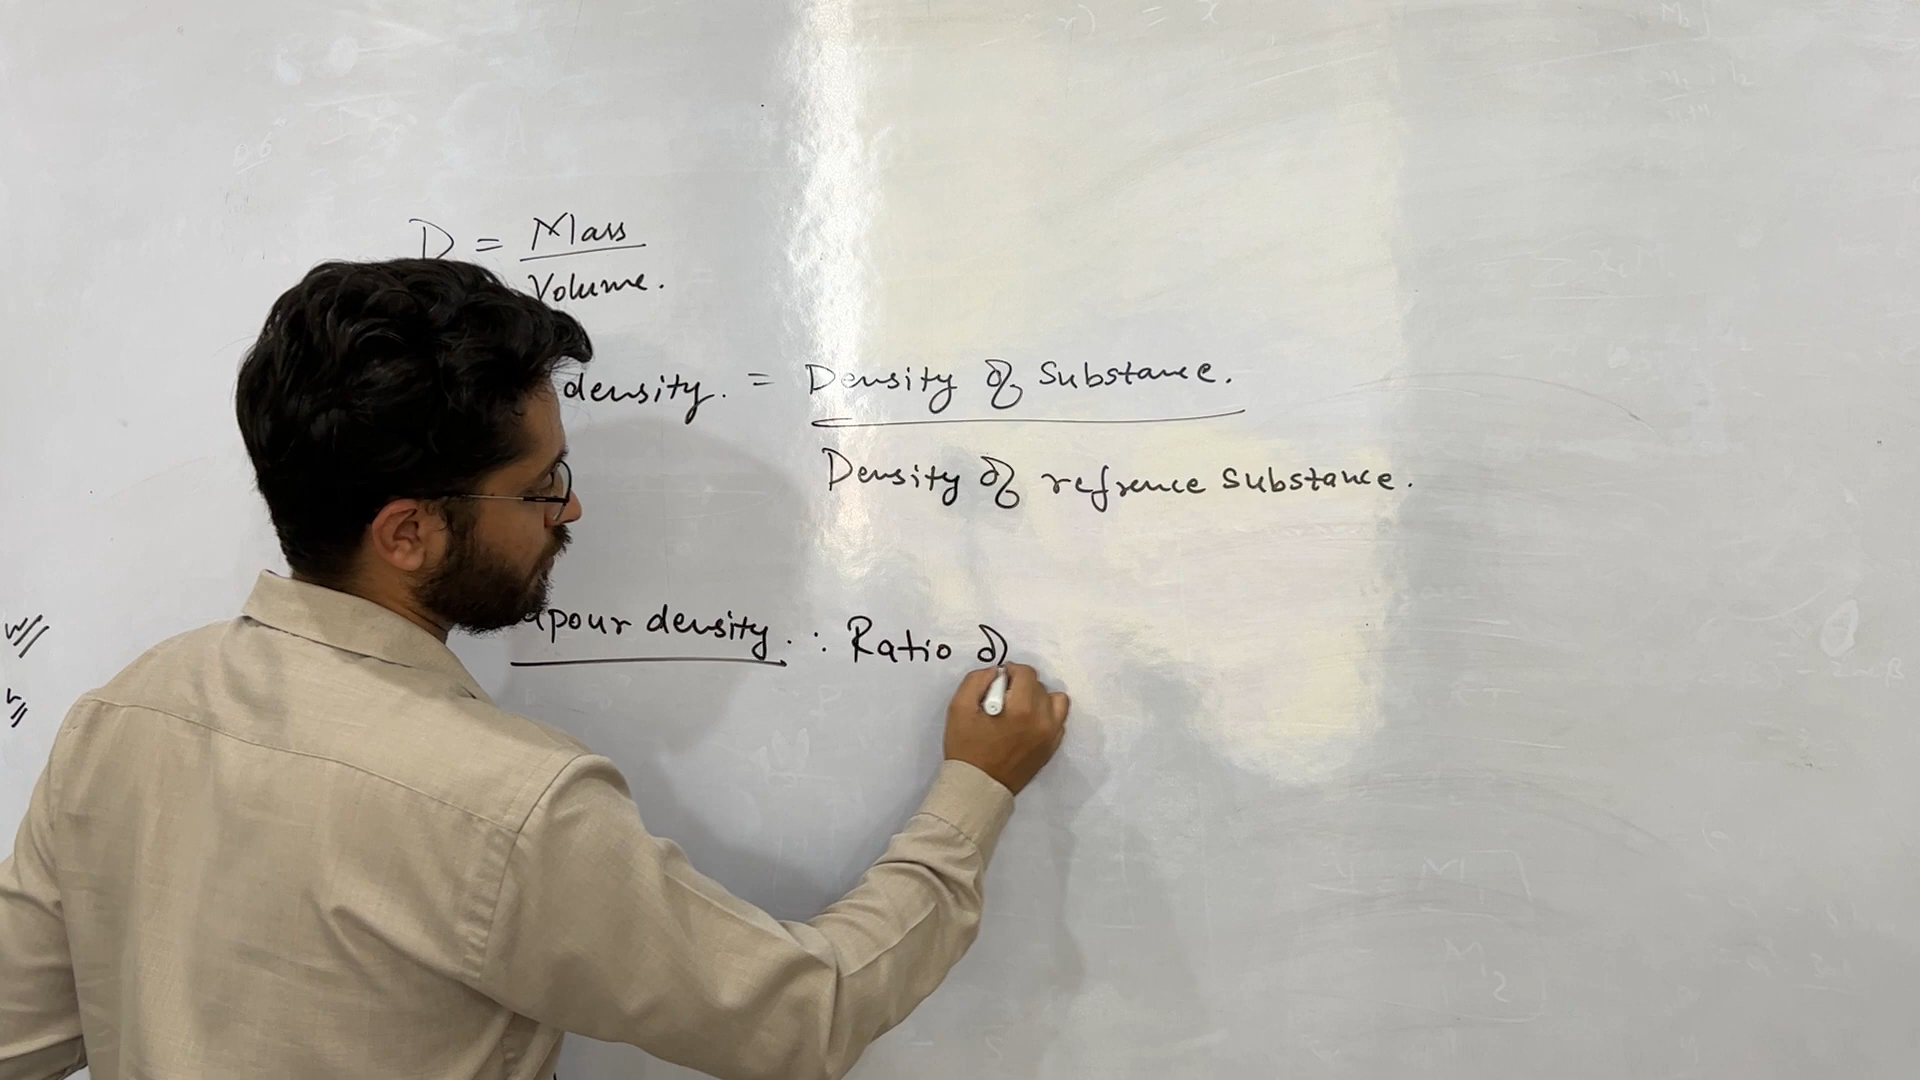 D = Mass
Volume.
density. = Density of Substance.
Density of refrence Substance.
apour density. : Ratio of